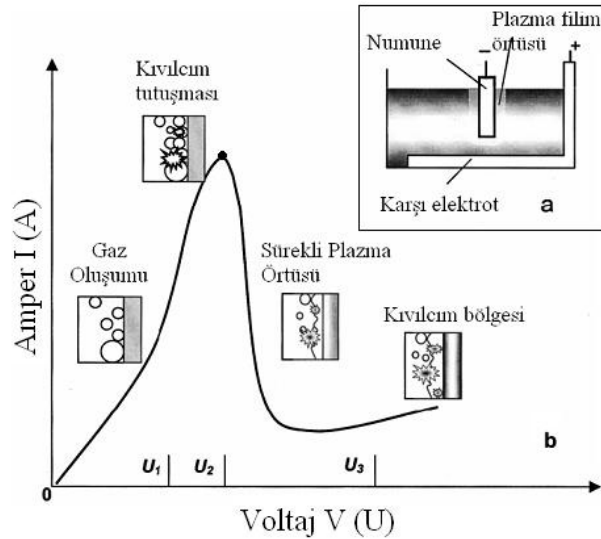 Numune
Plazma filim
örtüsü
−
+
Karşı elektrot
a
Kıvılcım
tutuşması
Gaz
Oluşumu
Sürekli Plazma
Örtüsü
Kıvılcım bölgesi
b
Amper I (A)
U1
U2
U3
0
Voltaj V (U)